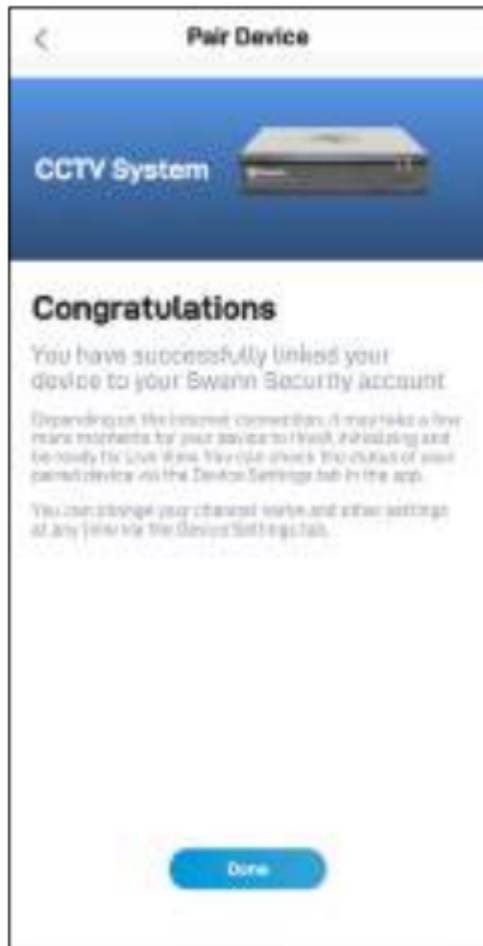 Pair Device
CCTV System
Congratulations
You have successfully linked your
device to your Swann Security account
Depending on the internet connection, it may take a few
more moments for your device to finish initializing and
be ready for Live View. You can check the status of your
paired device via the Device Settings tab in the app.
You can change your channel name and other settings
at any time via the Device Settings tab.
Done